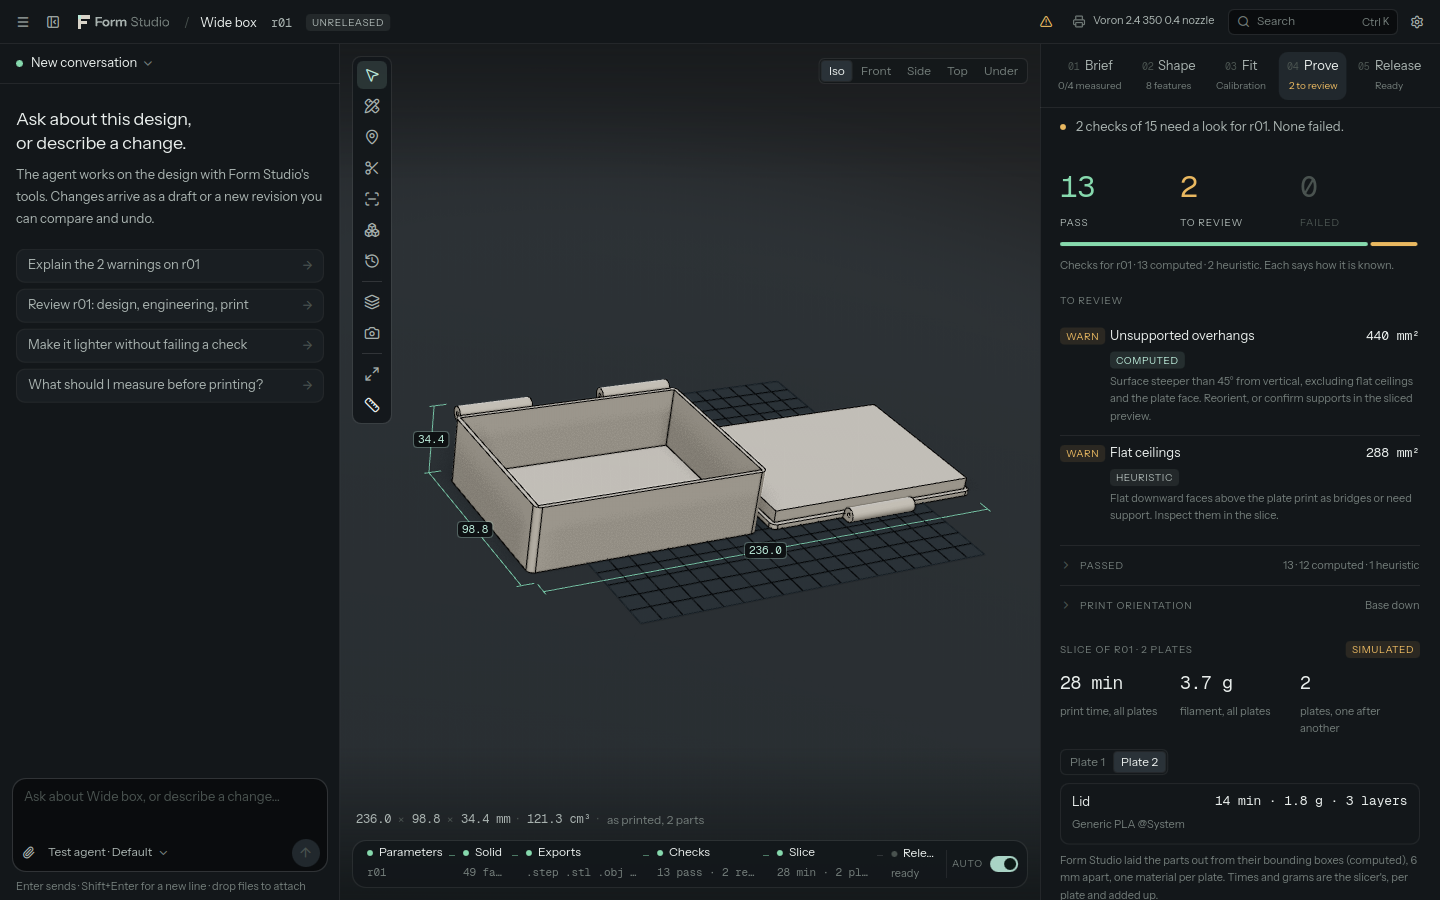 Form Studio / Wide box r01 UNRELEASED
Voron 2.4 350 0.4 nozzle
Search Ctrl K
New conversation
Ask about this design,
or describe a change.
The agent works on the design with Form Studio's
tools. Changes arrive as a draft or a new revision you
can compare and undo.
Explain the 2 warnings on r01
Review r01: design, engineering, print
Make it lighter without failing a check
What should I measure before printing?
Ask about Wide box, or describe a change...
Test agent · Default
Enter sends · Shift+Enter for a new line · drop files to attach
Iso Front Side Top Under
34.4
98.8
236.0
236.0 × 98.8 × 34.4 mm · 121.3 cm³ · as printed, 2 parts
Parameters – Solid – Exports – Checks – Slice – Rele...
r01 49 fa... .step .stl .obj ... 13 pass · 2 re... 28 min · 2 pl... ready
AUTO
01 Brief 02 Shape 03 Fit 04 Prove 05 Release
0/4 measured 8 features Calibration 2 to review Ready
2 checks of 15 need a look for r01. None failed.
13 2 0
PASS TO REVIEW FAILED
Checks for r01 · 13 computed · 2 heuristic. Each says how it is known.
TO REVIEW
WARN Unsupported overhangs 440 mm²
COMPUTED
Surface steeper than 45° from vertical, excluding flat ceilings
and the plate face. Reorient, or confirm supports in the sliced
preview.
WARN Flat ceilings 288 mm²
HEURISTIC
Flat downward faces above the plate print as bridges or need
support. Inspect them in the slice.
PASSED 13 · 12 computed · 1 heuristic
PRINT ORIENTATION Base down
SLICE OF R01 · 2 PLATES SIMULATED
28 min 3.7 g 2
print time, all plates filament, all plates plates, one after
another
Plate 1 Plate 2
Lid 14 min · 1.8 g · 3 layers
Generic PLA @System
Form Studio laid the parts out from their bounding boxes (computed), 6
mm apart, one material per plate. Times and grams are the slicer's, per
plate and added up.